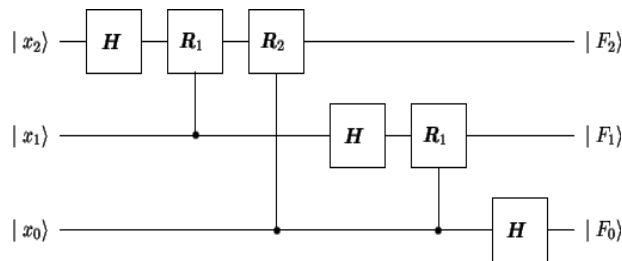 | x₂⟩ H R₁ R₂ | F₂⟩
| x₁⟩ H R₁ | F₁⟩
| x₀⟩ H | F₀⟩